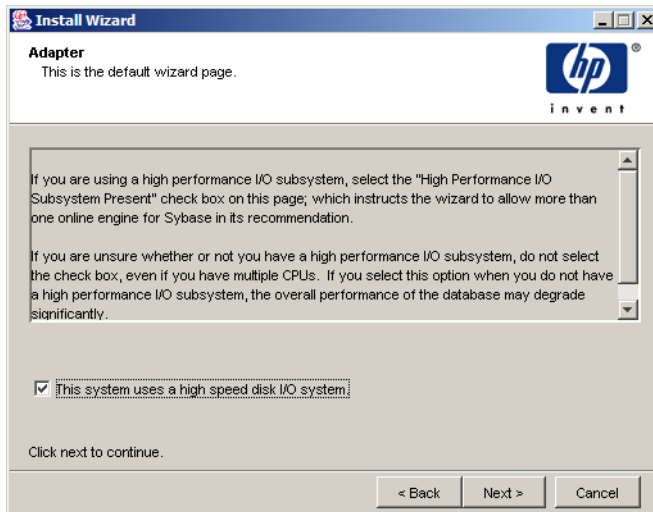 Install Wizard
Adapter
This is the default wizard page.
hp
®
invent
If you are using a high performance I/O subsystem, select the "High Performance I/O
Subsystem Present" check box on this page; which instructs the wizard to allow more than
one online engine for Sybase in its recommendation.
If you are unsure whether or not you have a high performance I/O subsystem, do not select
the check box, even if you have multiple CPUs.  If you select this option when you do not have
a high performance I/O subsystem, the overall performance of the database may degrade
significantly.
This system uses a high speed disk I/O system.
Click next to continue.
< Back
Next >
Cancel